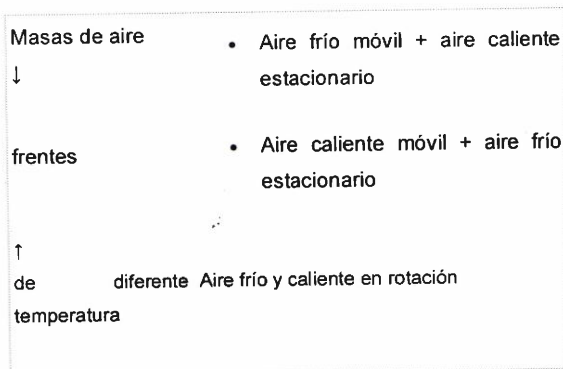 Masas de aire
↓
frentes
↑
de diferente
temperatura
• Aire frío móvil + aire caliente
estacionario
• Aire caliente móvil + aire frío
estacionario
Aire frío y caliente en rotación